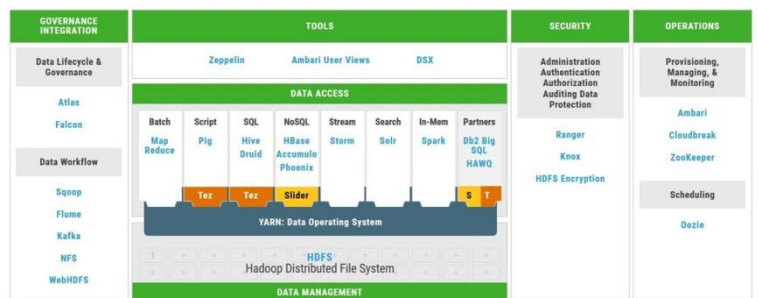 GOVERNANCE
INTEGRATION
Data Lifecycle &
Governance
Atlas
Falcon
Data Workflow
Sqoop
Flume
Kafka
NFS
WebHDFS
TOOLS
Zeppelin
Ambari User Views
DSX
DATA ACCESS
Batch
Map
Reduce
Script
Pig
Tez
SQL
Hive
Druid
Tez
NoSQL
HBase
Accumulo
Phoenix
Slider
Stream
Storm
Search
Solr
In-Mem
Spark
Partners
Db2 Big
SQL
HAWQ
S
T
YARN: Data Operating System
1
HDFS
Hadoop Distributed File System
DATA MANAGEMENT
SECURITY
Administration
Authentication
Authorization
Auditing Data
Protection
Ranger
Knox
HDFS Encryption
OPERATIONS
Provisioning,
Managing, &
Monitoring
Ambari
Cloudbreak
ZooKeeper
Scheduling
Oozie